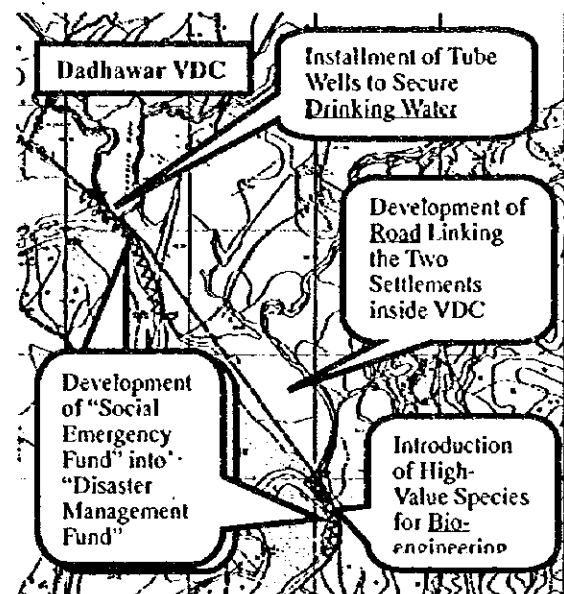 Dadhawar VDC
Installment of Tube
Wells to Secure
Drinking Water
Development of
Road Linking
the Two
Settlements
inside VDC
Development
of “Social
Emergency
Fund” into
“Disaster
Management
Fund”
Introduction
of High-
Value Species
for Bio-
engineering